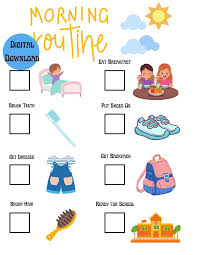 MORNING
routine
Digital
Download
Eat Breakfast
Brush Teeth
Put Shoes On
Get Dressed
Get Backpack
Brush Hair
Ready for School